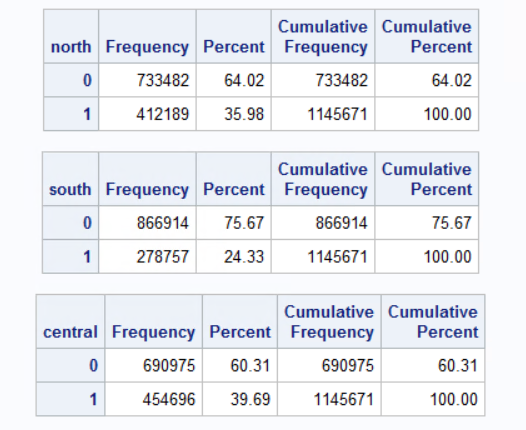 Cumulative Cumulative
north Frequency Percent Frequency Percent
0 733482 64.02 733482 64.02
1 412189 35.98 1145671 100.00
Cumulative Cumulative
south Frequency Percent Frequency Percent
0 866914 75.67 866914 75.67
1 278757 24.33 1145671 100.00
Cumulative Cumulative
central Frequency Percent Frequency Percent
0 690975 60.31 690975 60.31
1 454696 39.69 1145671 100.00